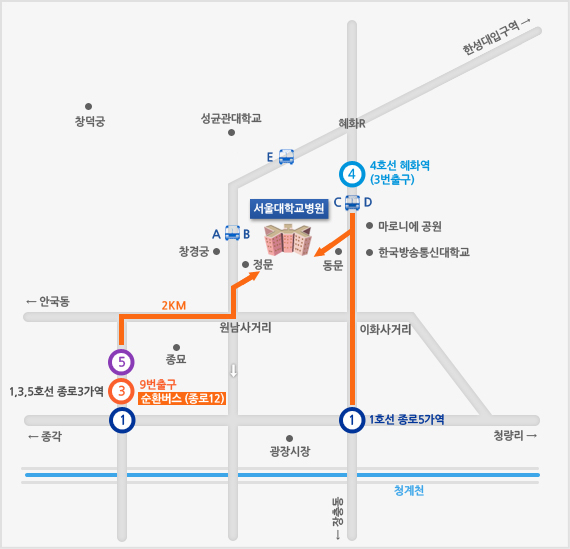 한성대입구역 →
창덕궁
성균관대학교
혜화R
E
4
4호선 혜화역
(3번출구)
C
D
서울대학교병원
마로니에 공원
A
B
창경궁
정문
동문
한국방송통신대학교
← 안국동
2KM
원남사거리
이화사거리
종묘
5
1,3,5호선 종로3가역
3
9번출구
순환버스 (종로12)
1
1
1호선 종로5가역
← 종각
청량리 →
광장시장
청계천
← 장충동